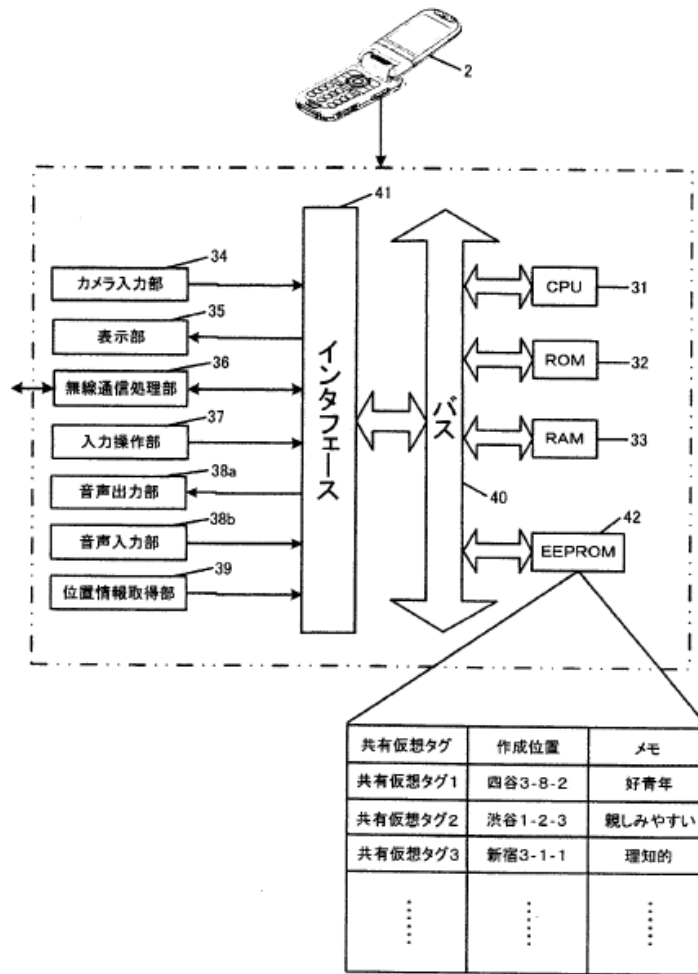 2
41
34
カメラ入力部
35
表示部
36
無線通信処理部
37
入力操作部
38a
音声出力部
38b
音声入力部
39
位置情報取得部
インタフェース
バス
40
CPU
31
ROM
32
RAM
33
42
EEPROM
共有仮想タグ 作成位置 メモ
共有仮想タグ1 四谷3-8-2 好青年
共有仮想タグ2 渋谷1-2-3 親しみやすい
共有仮想タグ3 新宿3-1-1 理知的